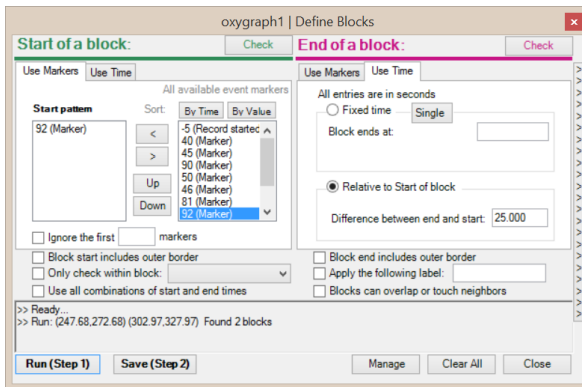 oxygraph1 | Define Blocks
Start of a block:
Check
End of a block:
Check
Use Markers
Use Time
Use Markers
Use Time
All available event markers
Start pattern
Sort:
By Time
By Value
92 (Marker)
<
>
Up
Down
-5 (Record started
40 (Marker)
45 (Marker)
90 (Marker)
50 (Marker)
46 (Marker)
81 (Marker)
92 (Marker)
Ignore the first
markers
All entries are in seconds
Fixed time
Single
Block ends at:
Relative to Start of block
Difference between end and start:
25.000
Block start includes outer border
Only check within block:
Use all combinations of start and end times
Block end includes outer border
Apply the following label:
Blocks can overlap or touch neighbors
>> Ready...
>> Run: (247.68,272.68) (302.97,327.97) Found 2 blocks
Run (Step 1)
Save (Step 2)
Manage
Clear All
Close